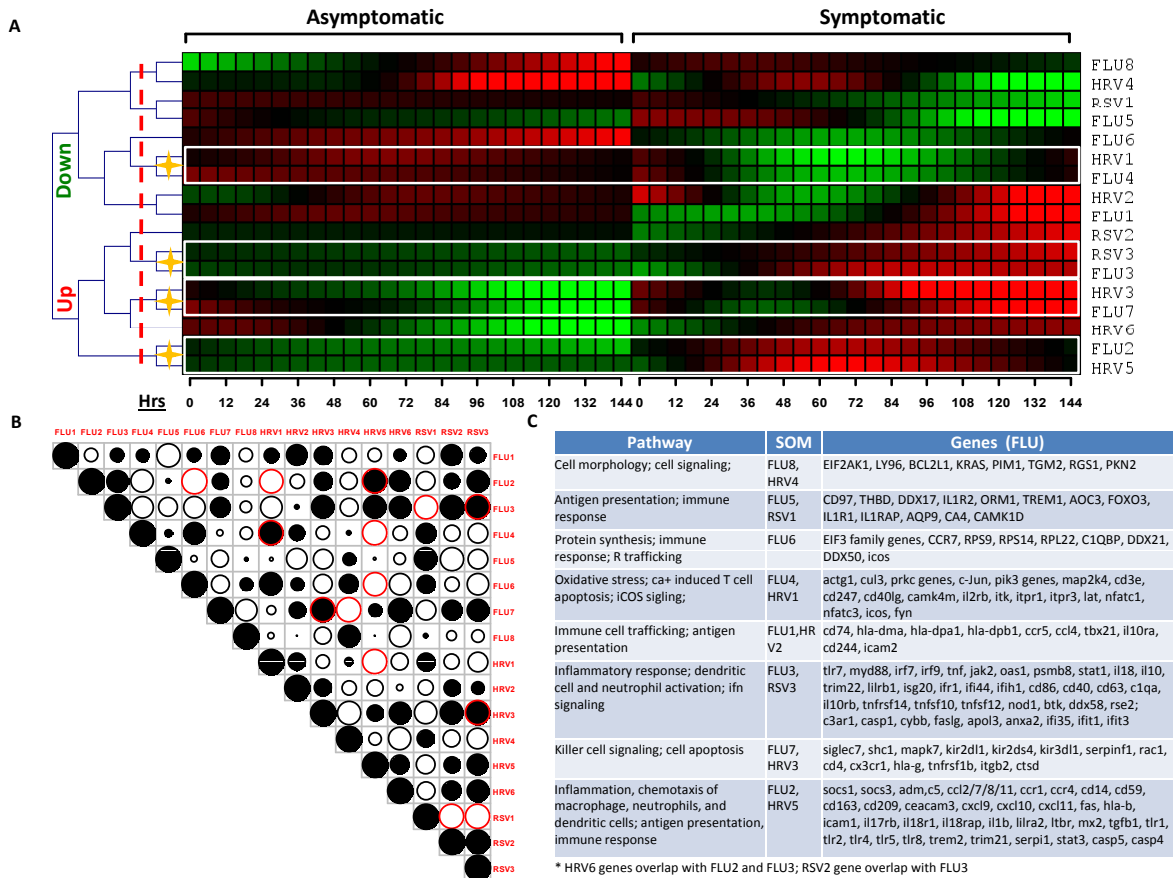 A
Asymptomatic
Symptomatic
Down
Up
FLU8
HRV4
RSV1
FLU5
FLU6
HRV1
FLU4
HRV2
FLU1
RSV2
RSV3
FLU3
HRV3
FLU7
HRV6
FLU2
HRV5
Hrs
0 12 24 36 48 60 72 84 96 108 120 132 144 0 12 24 36 48 60 72 84 96 108 120 132 144
B
FLU1 FLU2 FLU3 FLU4 FLU5 FLU6 FLU7 FLU8 HRV1 HRV2 HRV3 HRV4 HRV5 HRV6 RSV1 RSV2 RSV3
FLU1
FLU2
FLU3
FLU4
FLU5
FLU6
FLU7
FLU8
HRV1
HRV2
HRV3
HRV4
HRV5
HRV6
RSV1
RSV2
RSV3
C
Pathway SOM Genes (FLU)
Cell morphology; cell signaling; FLU8, EIF2AK1, LY96, BCL2L1, KRAS, PIM1, TGM2, RGS1, PKN2
HRV4
Antigen presentation; immune FLU5, CD97, THBD, DDX17, IL1R2, ORM1, TREM1, AOC3, FOXO3,
response RSV1 IL1R1, IL1RAP, AQP9, CA4, CAMK1D
Protein synthesis; immune FLU6 EIF3 family genes, CCR7, RPS9, RPS14, RPL22, C1QBP, DDX21,
response; R trafficking DDX50, icos
Oxidative stress; ca+ induced T cell FLU4, actg1, cul3, prkc genes, c-Jun, pik3 genes, map2k4, cd3e,
apoptosis; iCOS sigling; HRV1 cd247, cd40lg, camk4m, il2rb, itk, itpr1, itpr3, lat, nfatc1,
nfatc3, icos, fyn
Immune cell trafficking; antigen FLU1,HR cd74, hla-dma, hla-dpa1, hla-dpb1, ccr5, ccl4, tbx21, il10ra,
presentation V2 cd244, icam2
Inflammatory response; dendritic FLU3, tlr7, myd88, irf7, irf9, tnf, jak2, oas1, psmb8, stat1, il18, il10,
cell and neutrophil activation; ifn RSV3 trim22, lilrb1, isg20, ifr1, ifi44, ifih1, cd86, cd40, cd63, c1qa,
signaling il10rb, tnfrsf14, tnfsf10, tnfs12, nod1, btk, ddx58, rse2;
c3ar1, casp1, cybb, faslg, apol3, anxa2, ifi35, ifit1, ifit3
Killer cell signaling; cell apoptosis FLU7, siglec7, shc1, mapk7, kir2dl1, kir2ds4, kir3dl1, serpinf1, rac1,
HRV3 cd4, cx3cr1, hla-g, tnfrsf1b, itgb2, ctsd
Inflammation, chemotaxis of FLU2, socs1, socs3, adm,c5, ccl2/7/8/11, ccr1, ccr4, cd14, cd59,
macrophage, neutrophils, and HRV5 cd163, cd209, ceacam3, cxcl9, cxcl10, cxcl11, fas, hla-b,
dendritic cells; antigen presentation, icam1, il17rb, il18r1, il18rap, il1b, lilra2, ltbr, mx2, tgfb1, tlr1,
immune response tlr2, tlr4, tlr5, tlr8, trem2, trim21, serpi1, stat3, casp5, casp4
* HRV6 genes overlap with FLU2 and FLU3; RSV2 gene overlap with FLU3